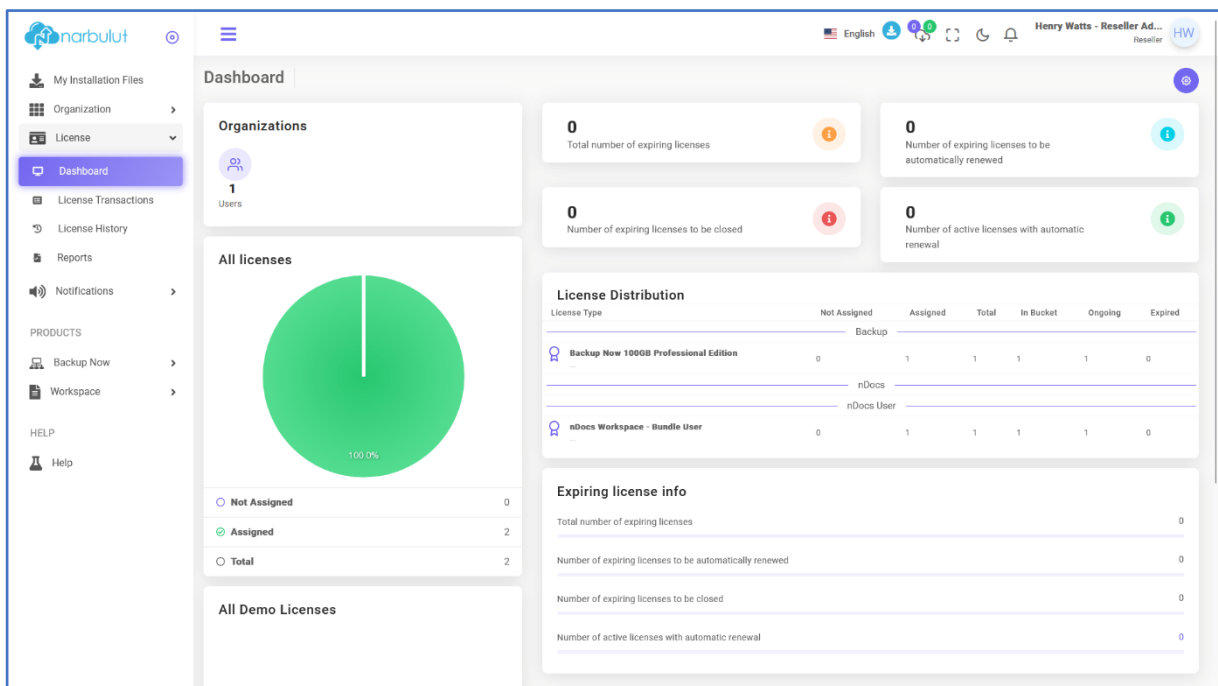 narbulut
My Installation Files
Organization
License
Dashboard
License Transactions
License History
Reports
Notifications
PRODUCTS
Backup Now
Workspace
HELP
Help
English
0
0
Henry Watts - Reseller Ad...
Reseller
HW
Dashboard
Organizations
1
Users
All licenses
100.0%
Not Assigned 0
Assigned 2
Total 2
All Demo Licenses
0
Total number of expiring licenses
0
Number of expiring licenses to be
automatically renewed
0
Number of expiring licenses to be closed
0
Number of active licenses with automatic
renewal
License Distribution
License Type Not Assigned Assigned Total In Bucket Ongoing Expired
Backup
Backup Now 100GB Professional Edition 0 1 1 1 1 0
...
nDocs
nDocs User
nDocs Workspace - Bundle User 0 1 1 1 1 0
...
Expiring license info
Total number of expiring licenses 0
Number of expiring licenses to be automatically renewed 0
Number of expiring licenses to be closed 0
Number of active licenses with automatic renewal 0